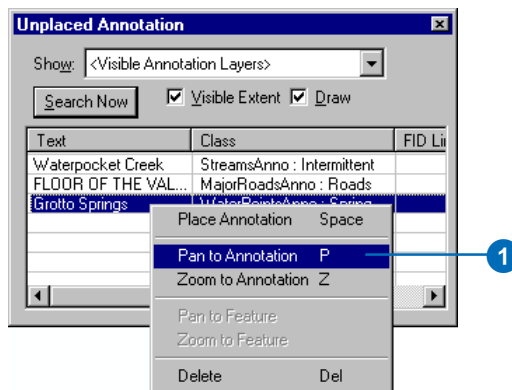 Unplaced Annotation
Show: <Visible Annotation Layers>
Search Now Visible Extent Draw
Text Class FID Li
Waterpocket Creek StreamsAnno : Intermittent
FLOOR OF THE VAL... MajorRoadsAnno : Roads
Grotto Springs WaterPointsAnno : Spring
Place Annotation Space
Pan to Annotation P
1
Zoom to Annotation Z
Pan to Feature
Zoom to Feature
Delete Del